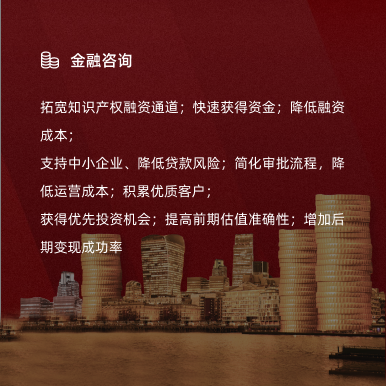 金融咨询
拓宽知识产权融资通道；快速获得资金；降低融资
成本；
支持中小企业、降低贷款风险；简化审批流程，降
低运营成本；积累优质客户；
获得优先投资机会；提高前期估值准确性；增加后
期变现成功率